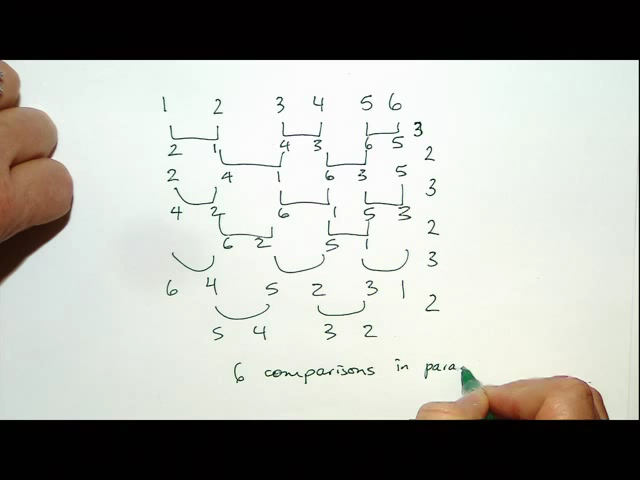 1 2 3 4 5 6
3
2 1 4 3 6 5
2
2 4 1 6 3 5
3
4 2 6 1 5 3
2
6 2 5 1
3
6 4 5 2 3 1
2
5 4 3 2
6 comparisons in para